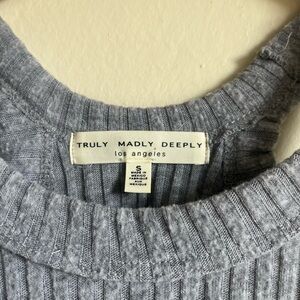 TRULY MADLY DEEPLY
los angeles
S
MADE IN
MEXICO
FABRIQUÉ
AU
MEXIQUE